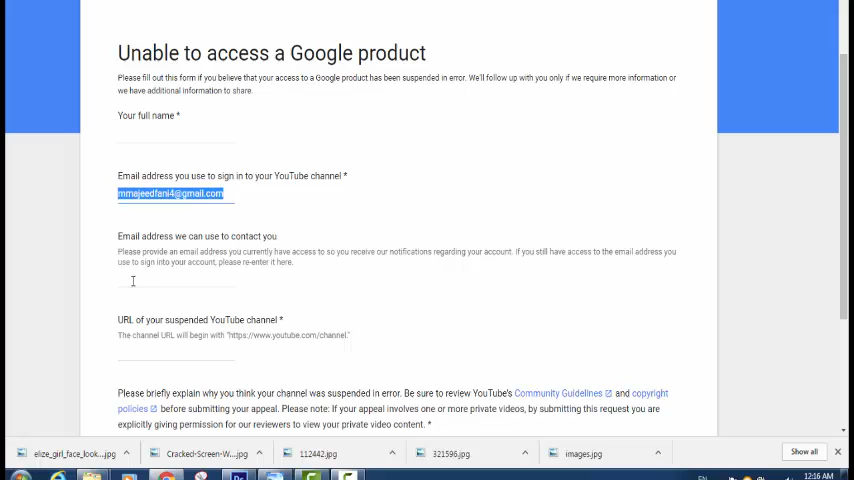 Unable to access a Google product
Please fill out this form if you believe that your access to a Google product has been suspended in error. We'll follow up with you only if we require more information or
we have additional information to share.
Your full name *
Email address you use to sign in to your YouTube channel *
mmajeedfani4@gmail.com
Email address we can use to contact you
Please provide an email address you currently have access to so you receive our notifications regarding your account. If you still have access to the email address you
use to sign into your account, please re-enter it here.
URL of your suspended YouTube channel *
The channel URL will begin with "https://www.youtube.com/channel."
Please briefly explain why you think your channel was suspended in error. Be sure to review YouTube's Community Guidelines and copyright
policies before submitting your appeal. Please note: If your appeal involves one or more private videos, by submitting this request you are
explicitly giving permission for our reviewers to view your private video content. *
elize_girl_face_look....jpg Cracked-Screen-W....jpg 112442.jpg 321596.jpg images.jpg Show all
EN 12:16 AM